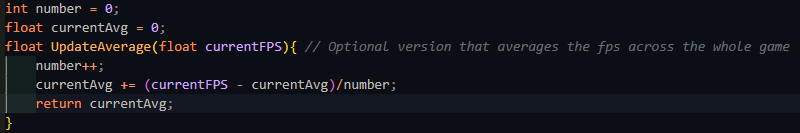 int number = 0;
float currentAvg = 0;
float UpdateAverage(float currentFPS){ // Optional version that averages the fps across the whole game
    number++;
    currentAvg += (currentFPS - currentAvg)/number;
    return currentAvg;
}